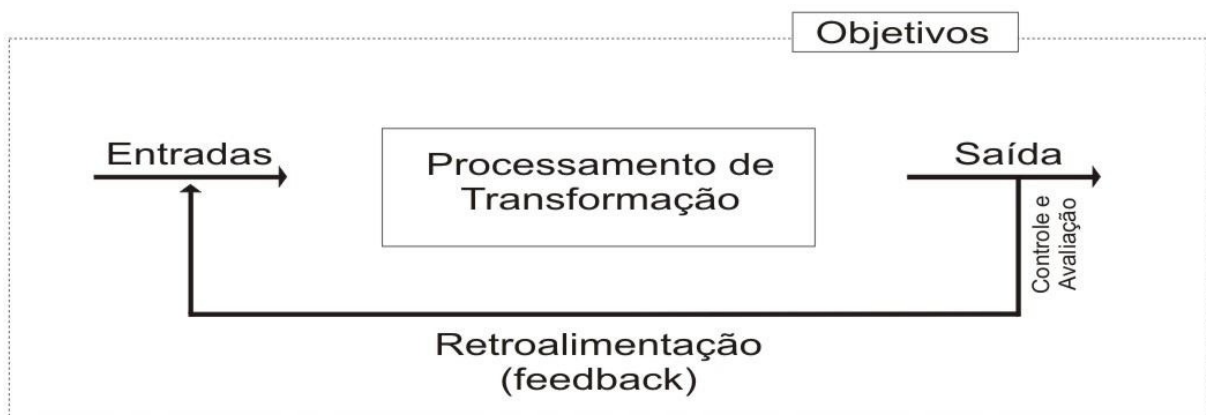 Objetivos
Entradas
Processamento de
Transformação
Saída
Controle e
Avaliação
Retroalimentação
(feedback)